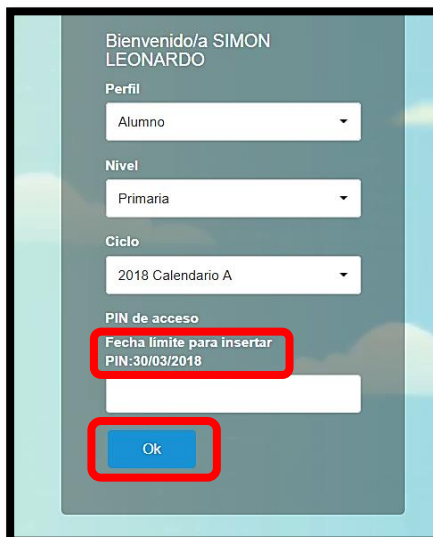 Bienvenido/a SIMON
LEONARDO
Perfil
Alumno
Nivel
Primaria
Ciclo
2018 Calendario A
PIN de acceso
Fecha límite para insertar
PIN:30/03/2018
Ok